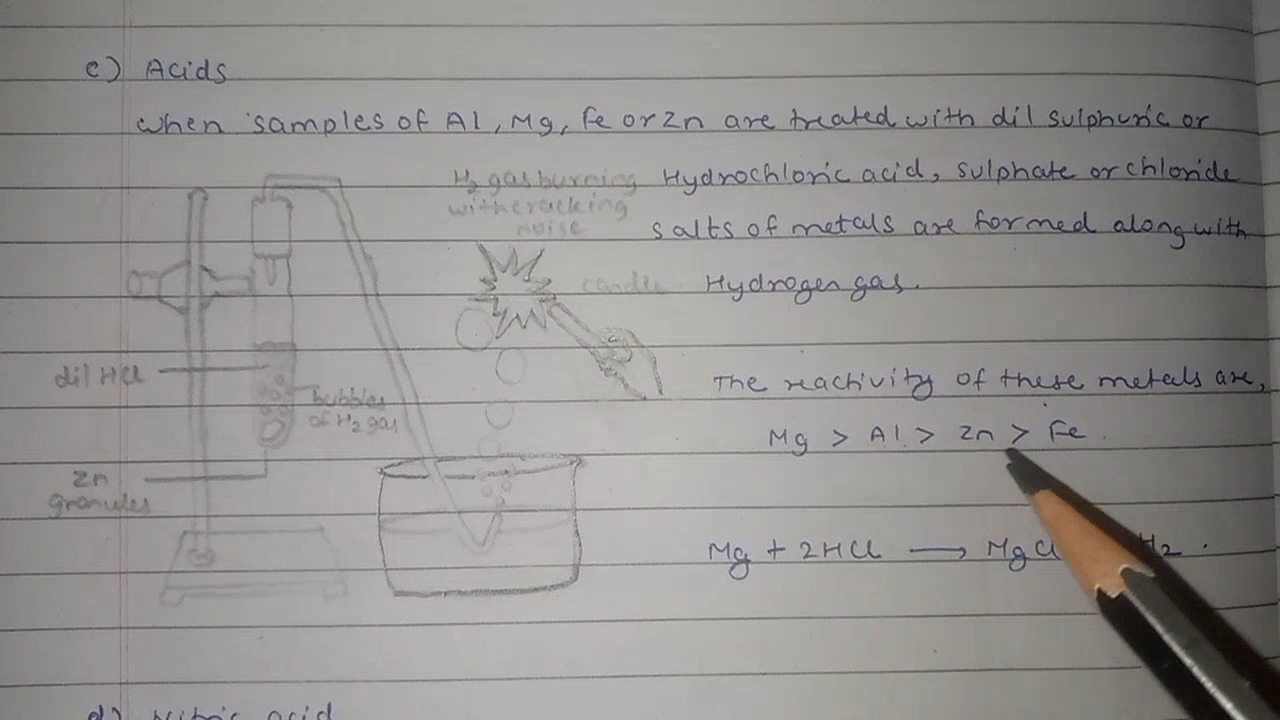 c) Acids
when samples of Al, Mg, Fe or Zn are treated with dil sulphuric or
Hydrochloric acid, sulphate or chloride
salts of metals are formed along with
Hydrogen gas.
H2 gas burning
with cracking
noise
candle
dil HCl
bubbles
of H2 gas
Zn
granules
The reactivity of these metals are,
Mg > Al > Zn > Fe.
Mg + 2HCl → MgCl H2.
d) Nitric acid